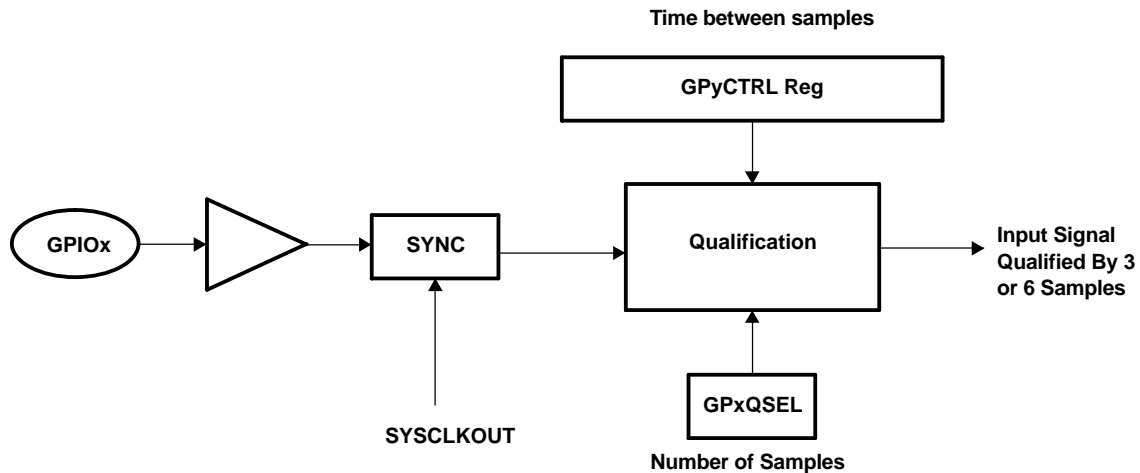 Time between samples
GPyCTRL Reg
GPIOx
SYNC
Qualification
Input Signal
Qualified By 3
or 6 Samples
GPxQSEL
SYSCLKOUT
Number of Samples